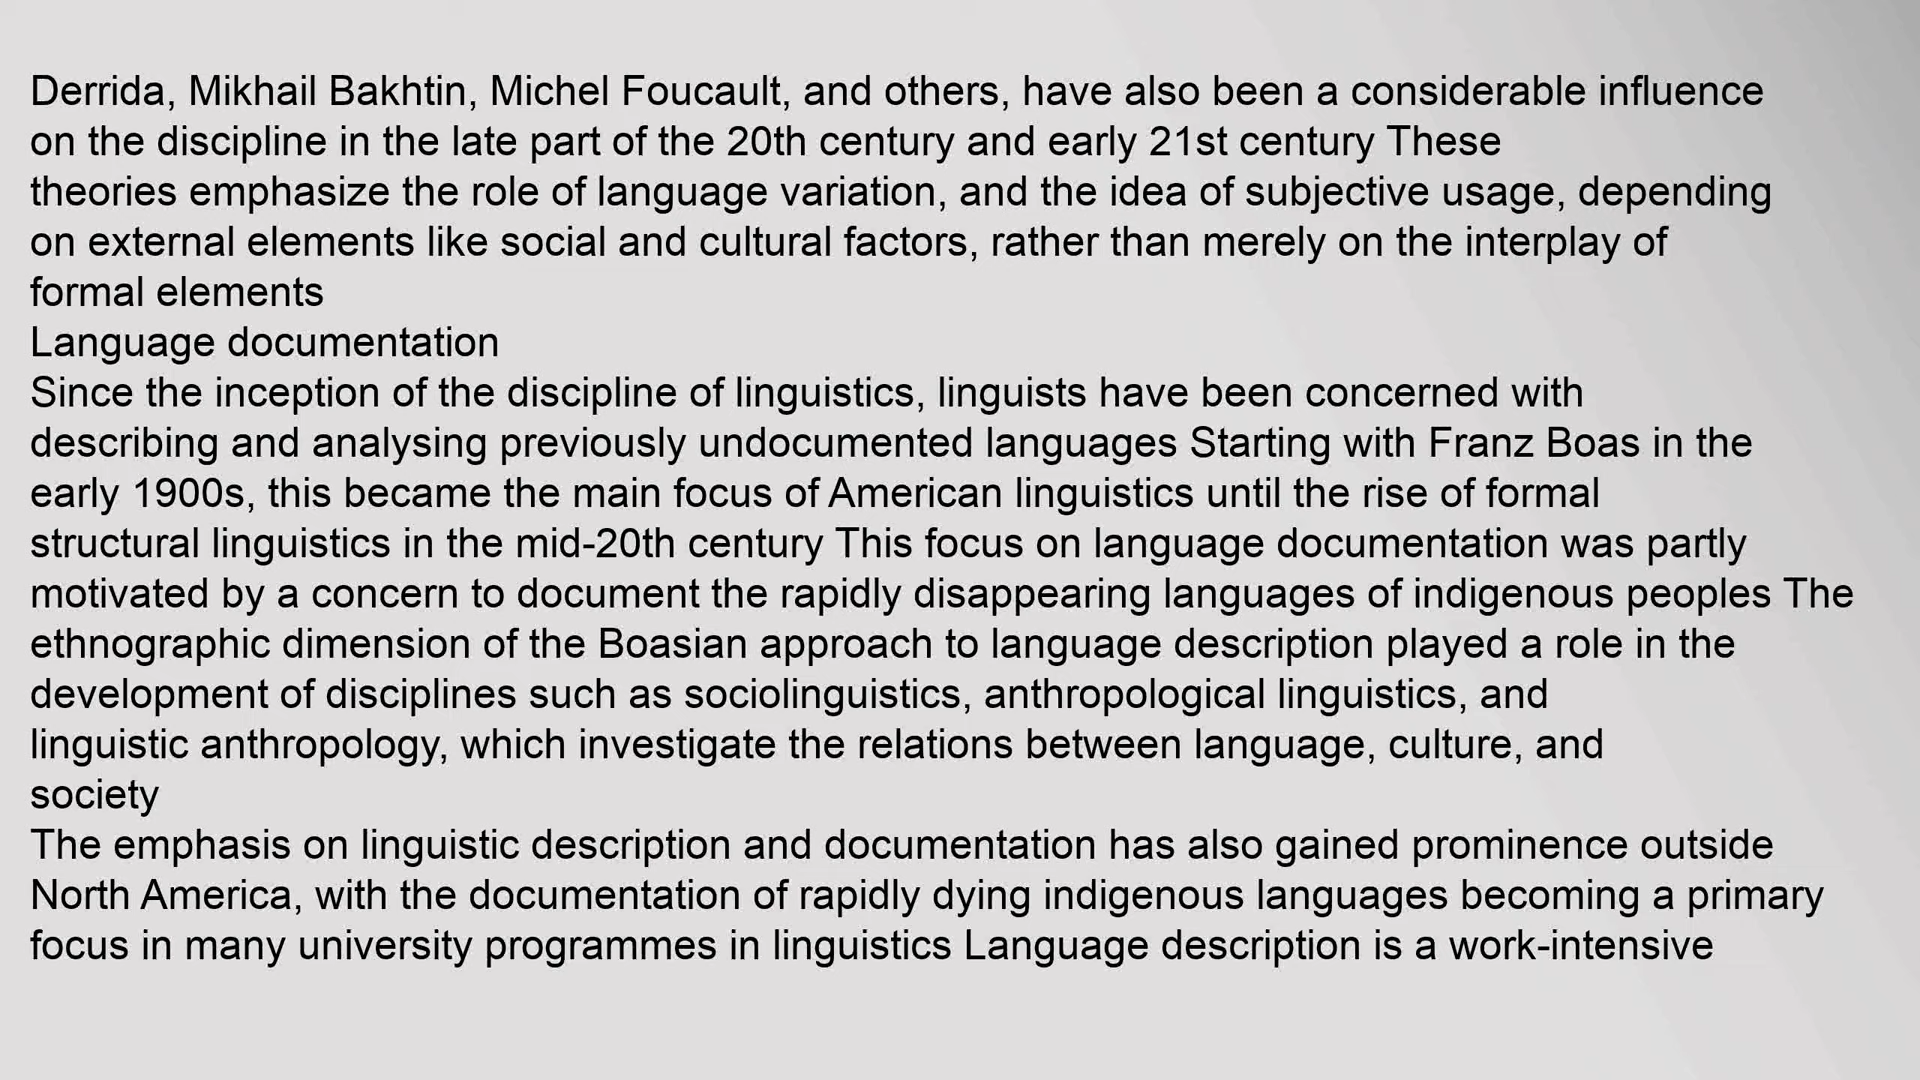 Derrida, Mikhail Bakhtin, Michel Foucault, and others, have also been a considerable influence
on the discipline in the late part of the 20th century and early 21st century These
theories emphasize the role of language variation, and the idea of subjective usage, depending
on external elements like social and cultural factors, rather than merely on the interplay of
formal elements
Language documentation
Since the inception of the discipline of linguistics, linguists have been concerned with
describing and analysing previously undocumented languages Starting with Franz Boas in the
early 1900s, this became the main focus of American linguistics until the rise of formal
structural linguistics in the mid-20th century This focus on language documentation was partly
motivated by a concern to document the rapidly disappearing languages of indigenous peoples The
ethnographic dimension of the Boasian approach to language description played a role in the
development of disciplines such as sociolinguistics, anthropological linguistics, and
linguistic anthropology, which investigate the relations between language, culture, and
society
The emphasis on linguistic description and documentation has also gained prominence outside
North America, with the documentation of rapidly dying indigenous languages becoming a primary
focus in many university programmes in linguistics Language description is a work-intensive